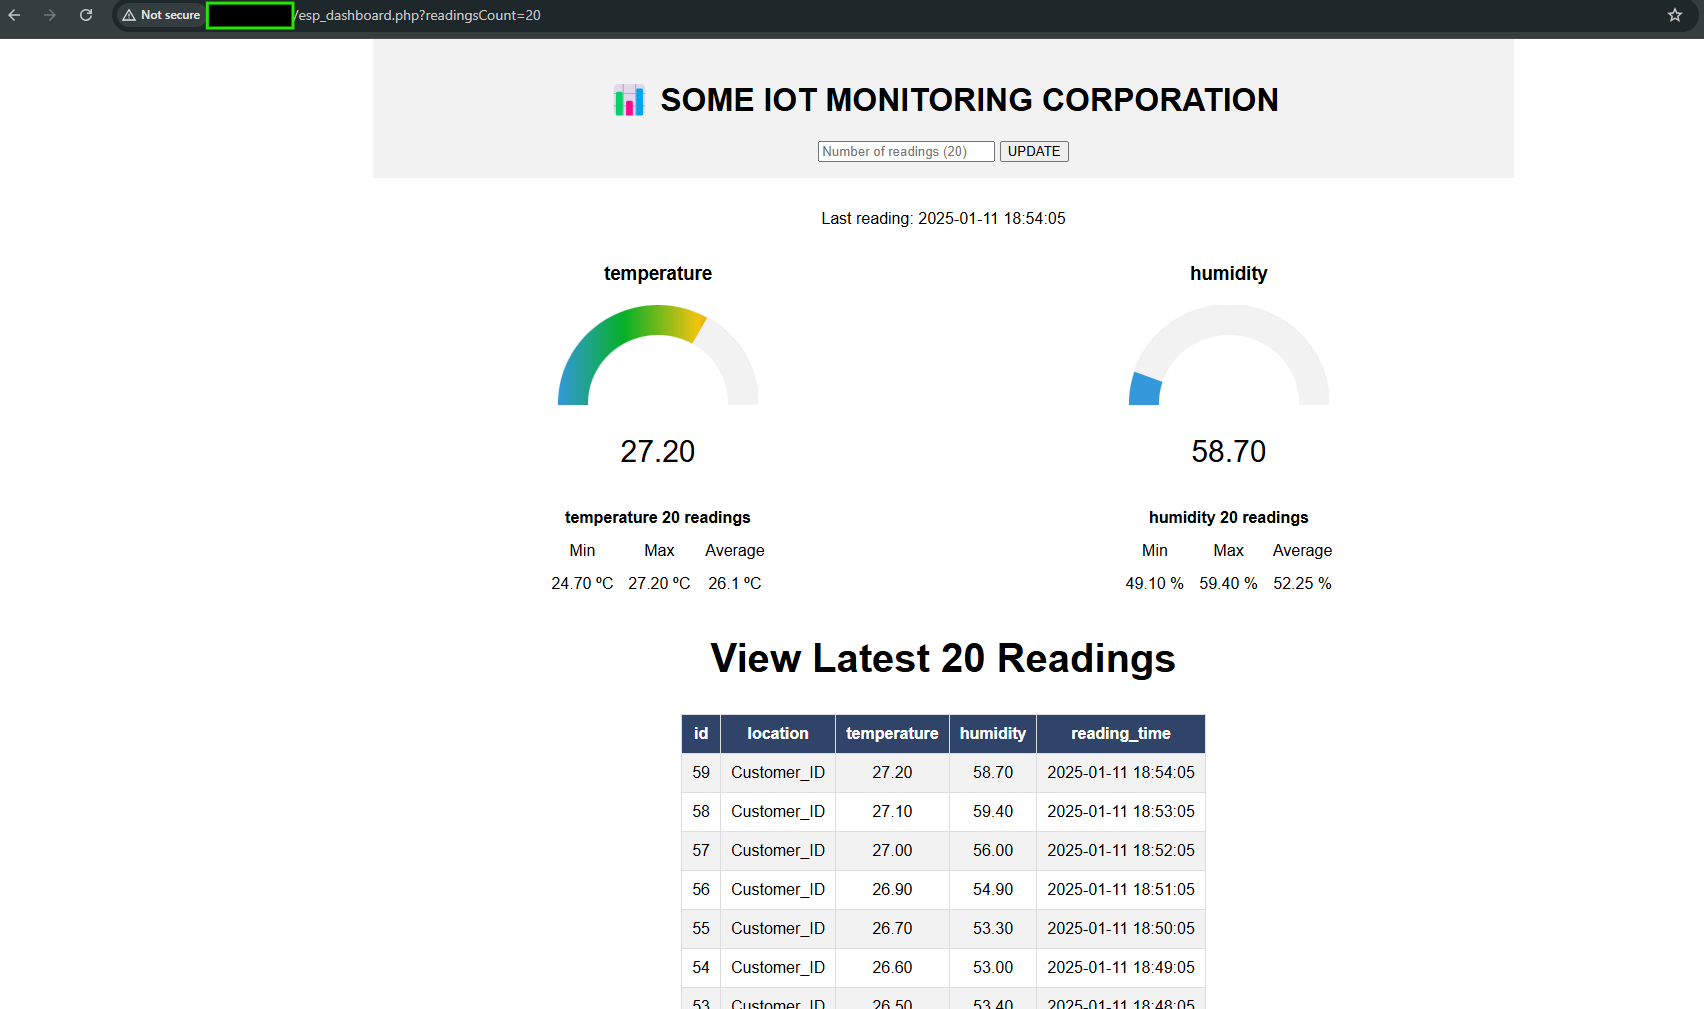 Not secure /esp_dashboard.php?readingsCount=20
SOME IOT MONITORING CORPORATION
Number of readings (20) UPDATE
Last reading: 2025-01-11 18:54:05
temperature humidity
27.20 58.70
temperature 20 readings humidity 20 readings
Min Max Average Min Max Average
24.70 ºC 27.20 ºC 26.1 ºC 49.10 % 59.40 % 52.25 %
View Latest 20 Readings
id location temperature humidity reading_time
59 Customer_ID 27.20 58.70 2025-01-11 18:54:05
58 Customer_ID 27.10 59.40 2025-01-11 18:53:05
57 Customer_ID 27.00 56.00 2025-01-11 18:52:05
56 Customer_ID 26.90 54.90 2025-01-11 18:51:05
55 Customer_ID 26.70 53.30 2025-01-11 18:50:05
54 Customer_ID 26.60 53.00 2025-01-11 18:49:05
53 Customer_ID 26.50 53.40 2025-01-11 18:48:05